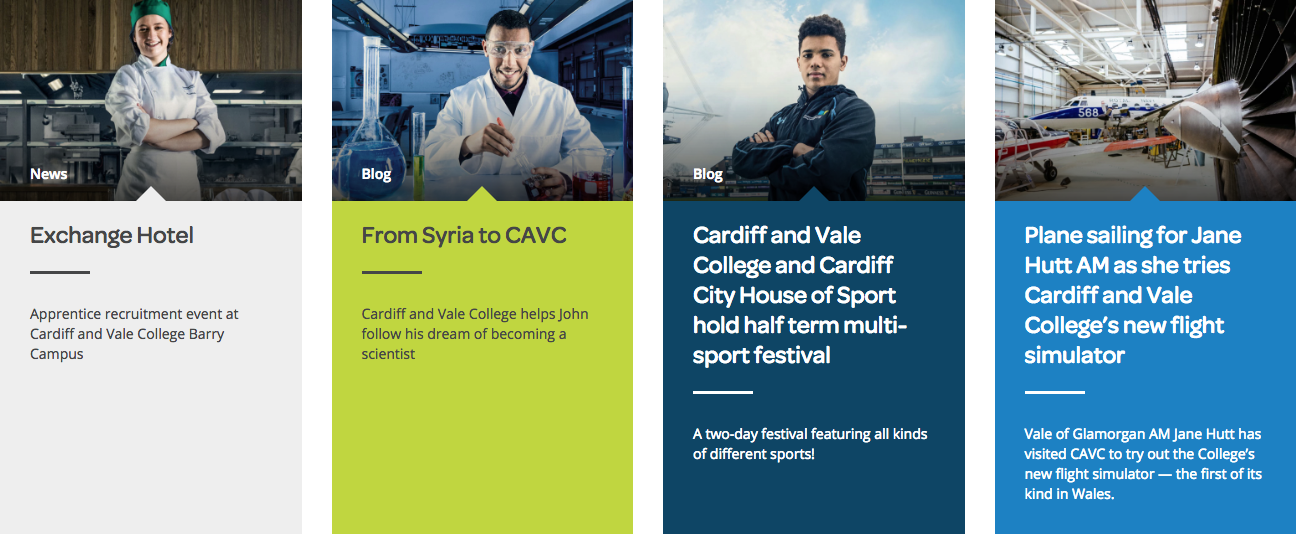 News
Exchange Hotel
Apprentice recruitment event at
Cardiff and Vale College Barry
Campus
Blog
From Syria to CAVC
Cardiff and Vale College helps John
follow his dream of becoming a
scientist
Blog
Cardiff and Vale
College and Cardiff
City House of Sport
hold half term multi-
sport festival
A two-day festival featuring all kinds
of different sports!
568
Plane sailing for Jane
Hutt AM as she tries
Cardiff and Vale
College’s new flight
simulator
Vale of Glamorgan AM Jane Hutt has
visited CAVC to try out the College’s
new flight simulator — the first of its
kind in Wales.